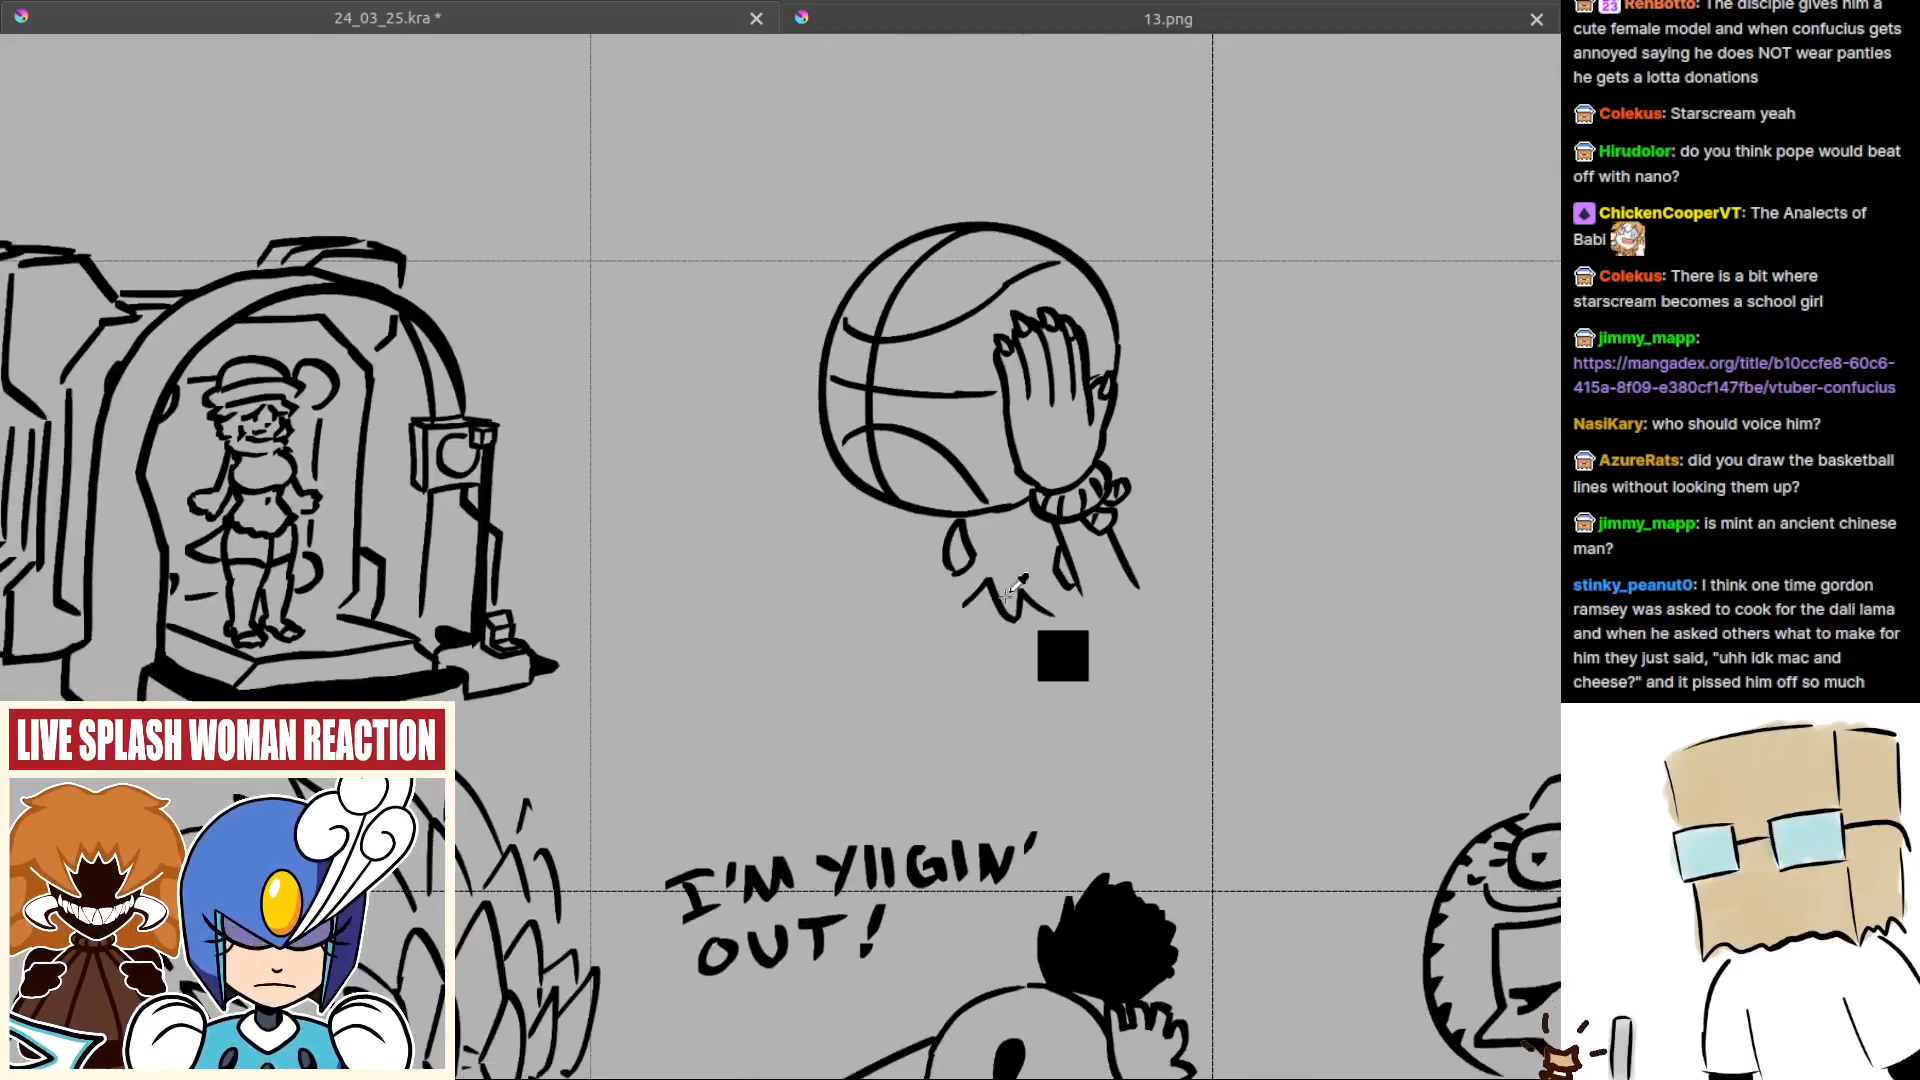 24_03_25.kra *
13.png
RenBotto: The disciple gives him a
cute female model and when confucius gets
annoyed saying he does NOT wear panties
he gets a lotta donations
Colekus: Starscream yeah
Hirudolor: do you think pope would beat
off with nano?
ChickenCooperVT: The Analects of
Babi
Colekus: There is a bit where
starscream becomes a school girl
jimmy_mapp:
https://mangadex.org/title/b10ccfe8-60c6-
415a-8f09-e380cf147fbe/vtuber-confucius
NasiKary: who should voice him?
AzureRats: did you draw the basketball
lines without looking them up?
jimmy_mapp: is mint an ancient chinese
man?
stinky_peanut0: I think one time gordon
ramsey was asked to cook for the dali lama
and when he asked others what to make for
him they just said, "uhh idk mac and
cheese?" and it pissed him off so much
LIVE SPLASH WOMAN REACTION
I'M YIIGIN'
OUT!